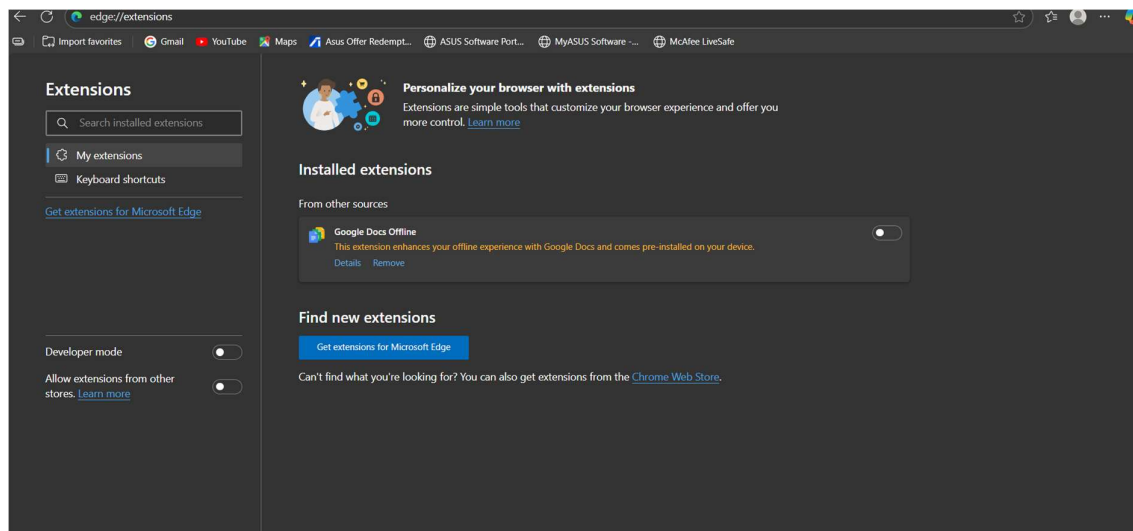 edge://extensions
Import favorites
Gmail
YouTube
Maps
Asus Offer Redempt...
ASUS Software Port...
MyASUS Software -...
McAfee LiveSafe
Extensions
Search installed extensions
My extensions
Keyboard shortcuts
Get extensions for Microsoft Edge
Developer mode
Allow extensions from other
stores. Learn more
Personalize your browser with extensions
Extensions are simple tools that customize your browser experience and offer you
more control. Learn more
Installed extensions
From other sources
Google Docs Offline
This extension enhances your offline experience with Google Docs and comes pre-installed on your device.
Details Remove
Find new extensions
Get extensions for Microsoft Edge
Can't find what you're looking for? You can also get extensions from the Chrome Web Store.